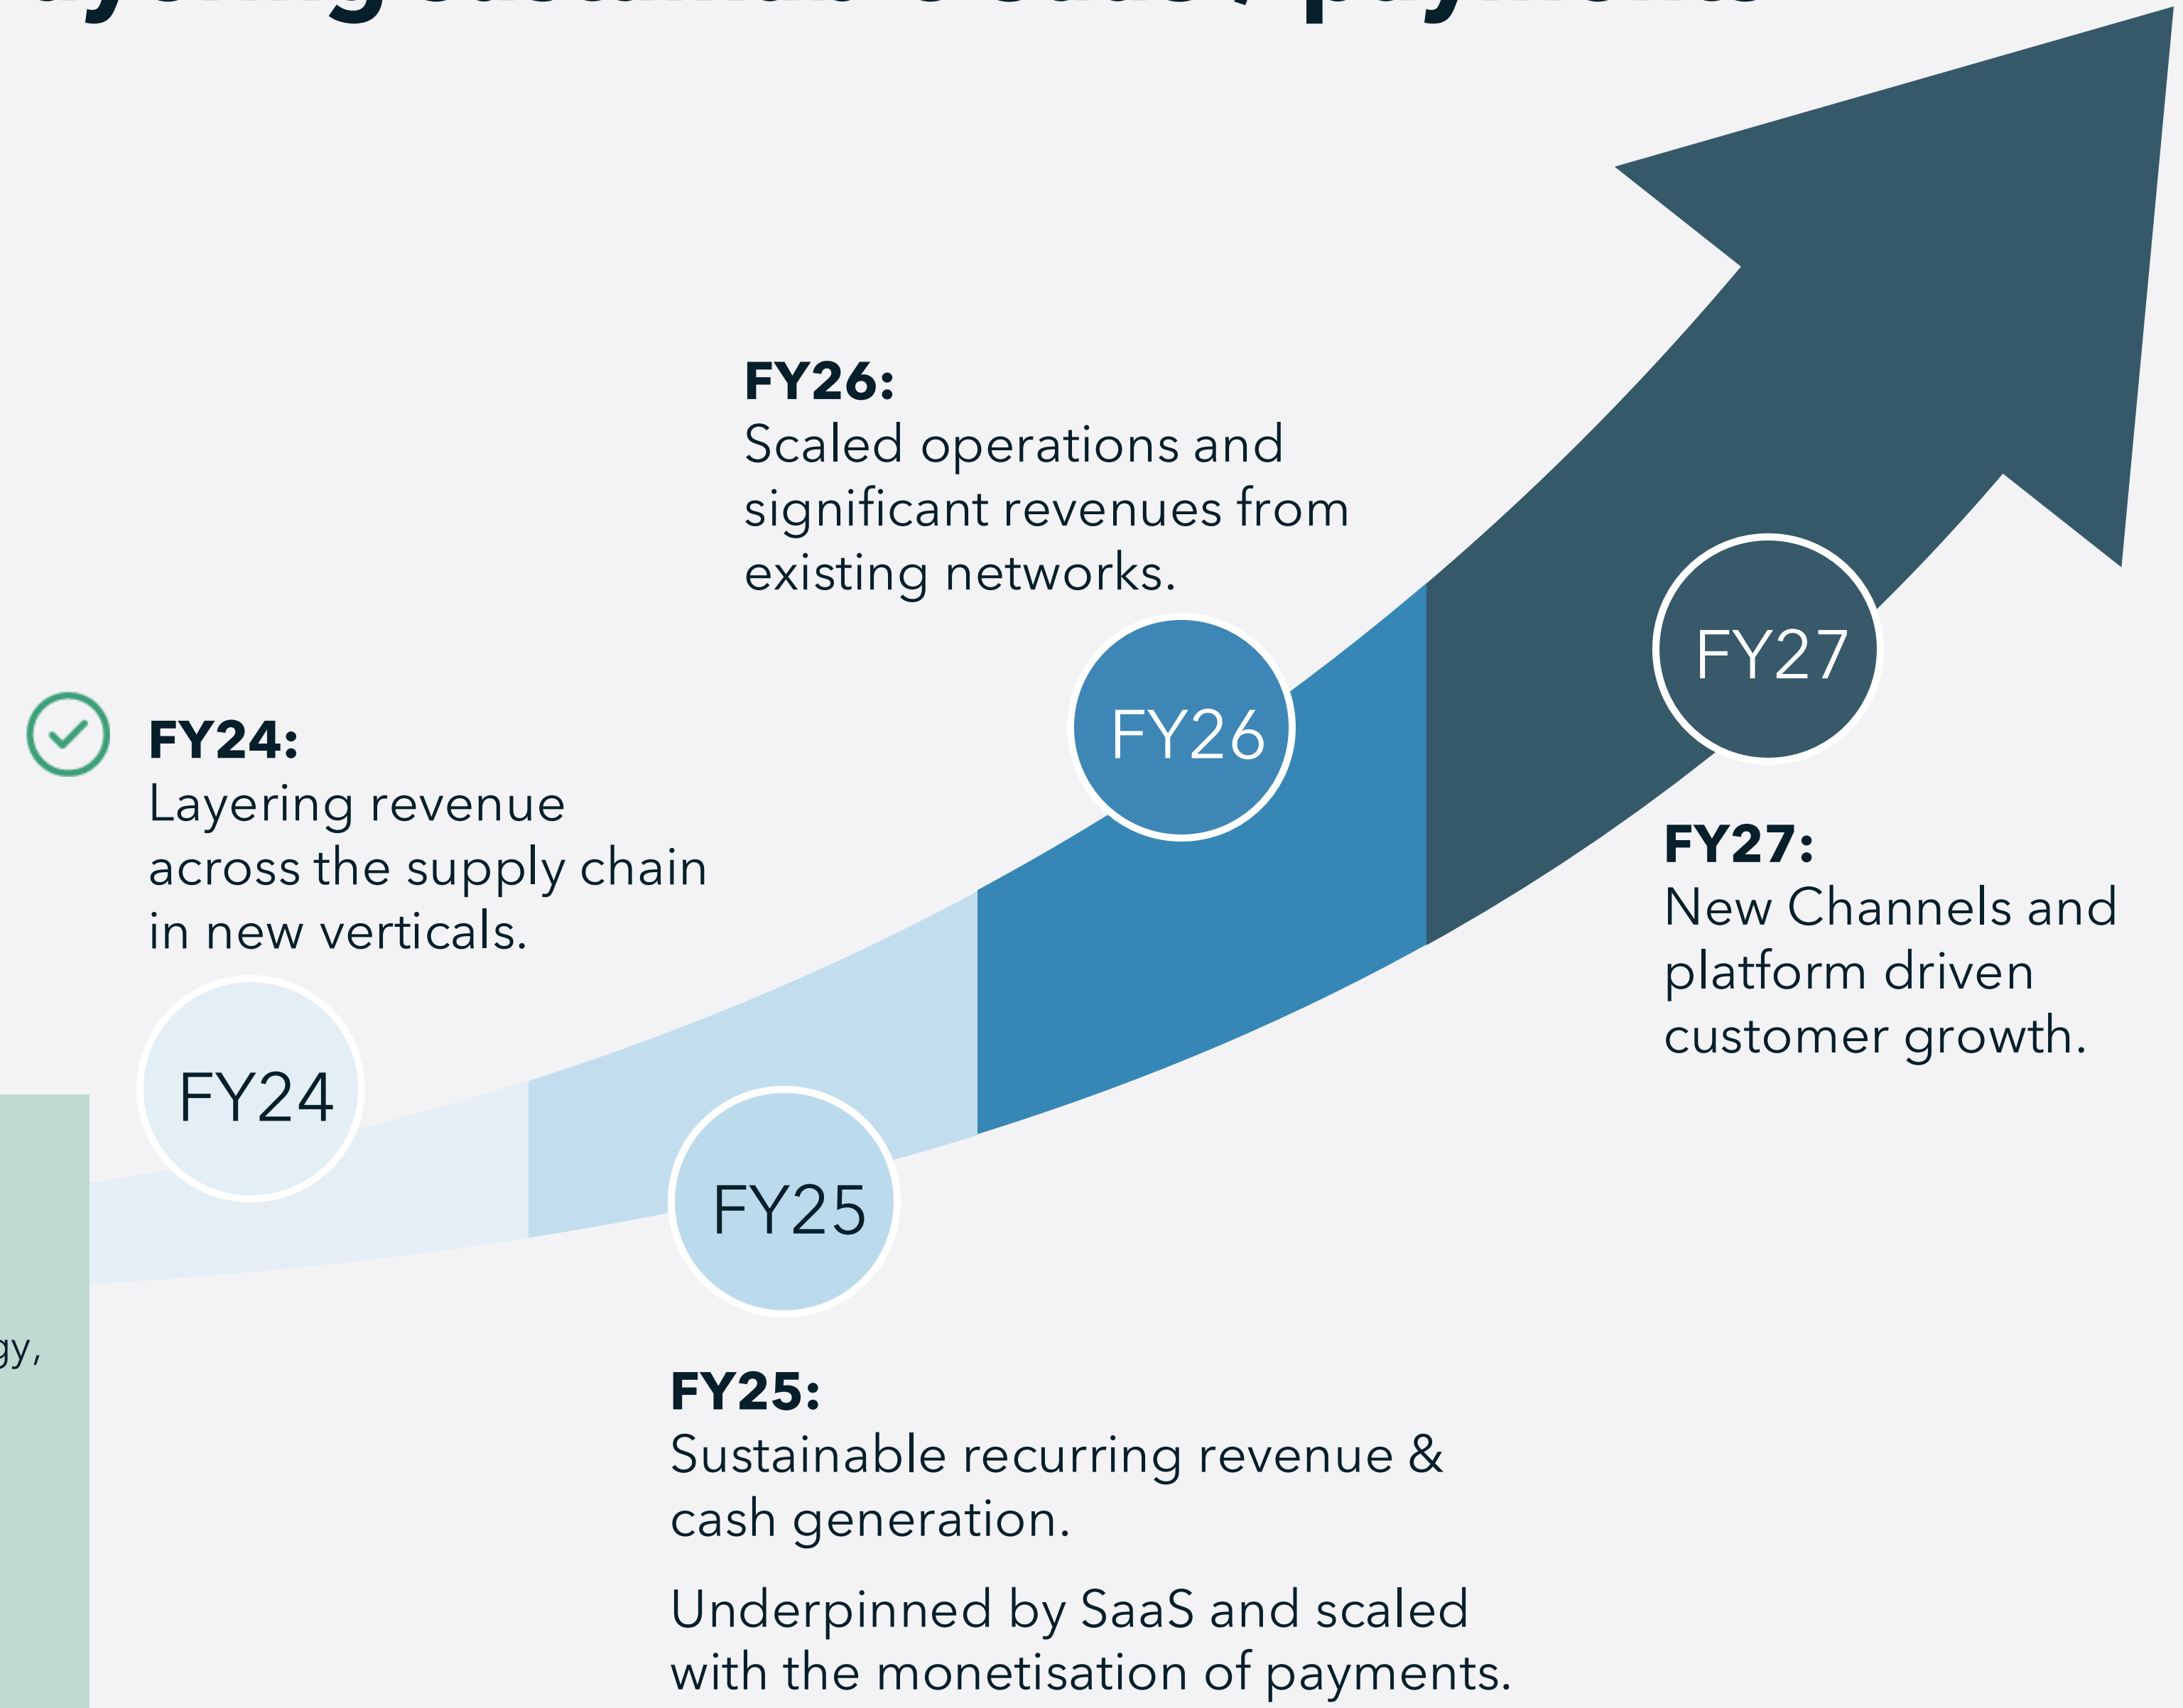 FY26:
Scaled operations and
significant revenues from
existing networks.
FY24:
Layering revenue
across the supply chain
in new verticals.
FY26
FY27
FY27:
New Channels and
platform driven
customer growth.
FY24
FY25
FY25:
Sustainable recurring revenue &
cash generation.
Underpinned by SaaS and scaled
with the monetisation of payments.